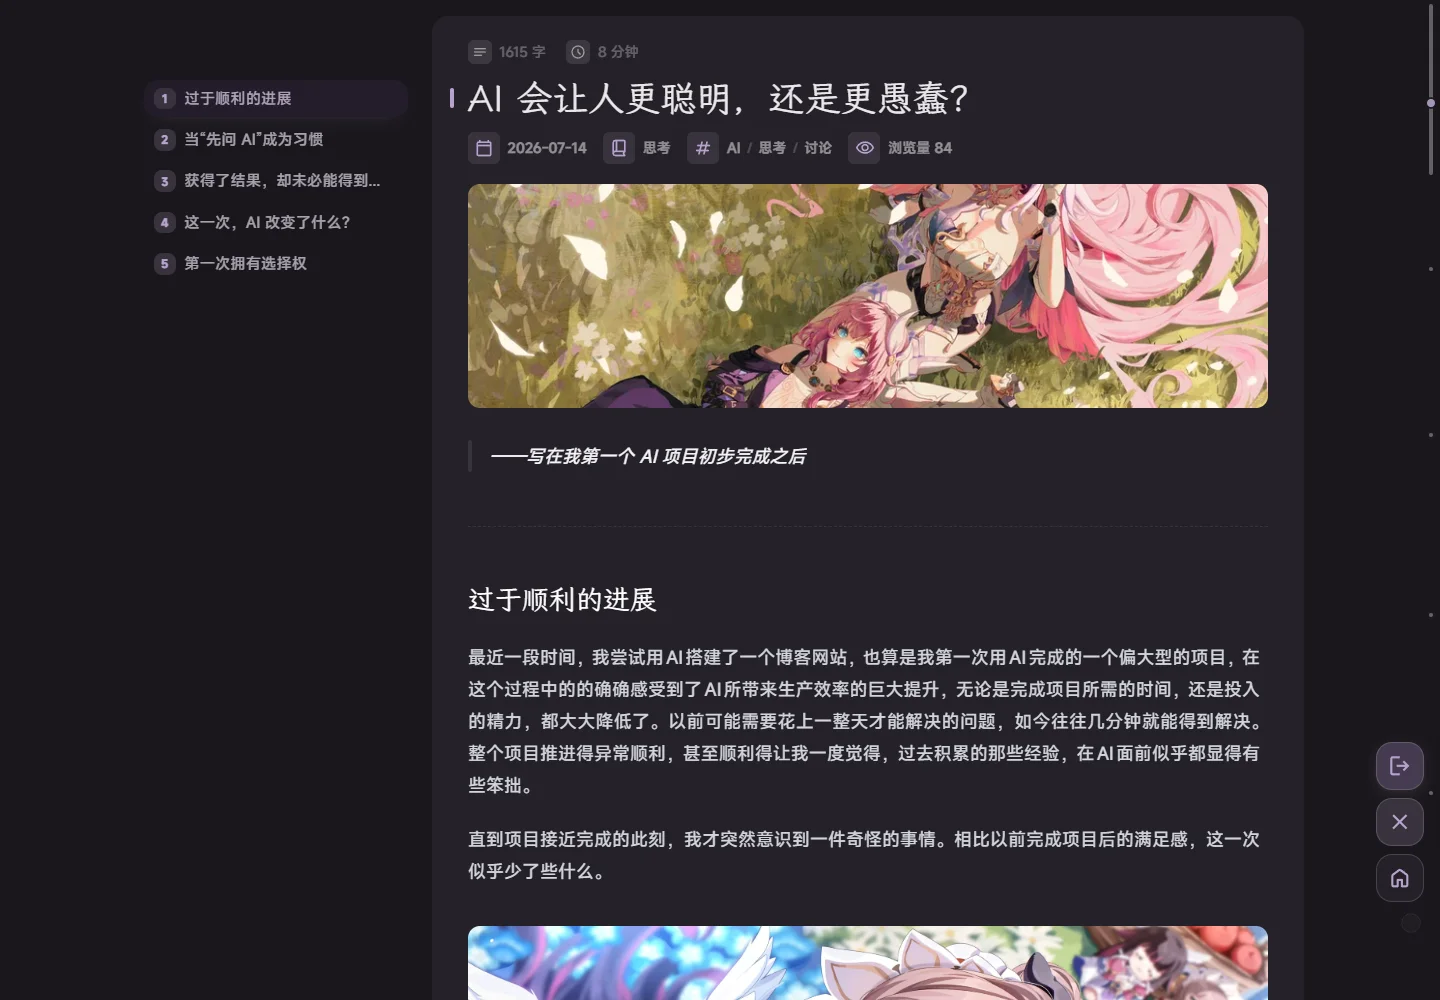 1615 字 8 分钟
AI 会让人更聪明，还是更愚蠢？
2026-07-14 思考 AI / 思考 / 讨论 浏览量 84
1 过于顺利的进展
2 当“先问 AI”成为习惯
3 获得了结果，却未必能得到...
4 这一次，AI 改变了什么？
5 第一次拥有选择权
——写在我第一个 AI 项目初步完成之后
过于顺利的进展
最近一段时间，我尝试用AI搭建了一个博客网站，也算是我第一次用AI完成的一个偏大型的项目，在
这个过程中的的确确感受到了AI所带来生产效率的巨大提升，无论是完成项目所需的时间，还是投入
的精力，都大大降低了。以前可能需要花上一整天才能解决的问题，如今往往几分钟就能得到解决。
整个项目推进得异常顺利，甚至顺利得让我一度觉得，过去积累的那些经验，在AI面前似乎都显得有
些笨拙。
直到项目接近完成的此刻，我才突然意识到一件奇怪的事情。相比以前完成项目后的满足感，这一次
似乎少了些什么。